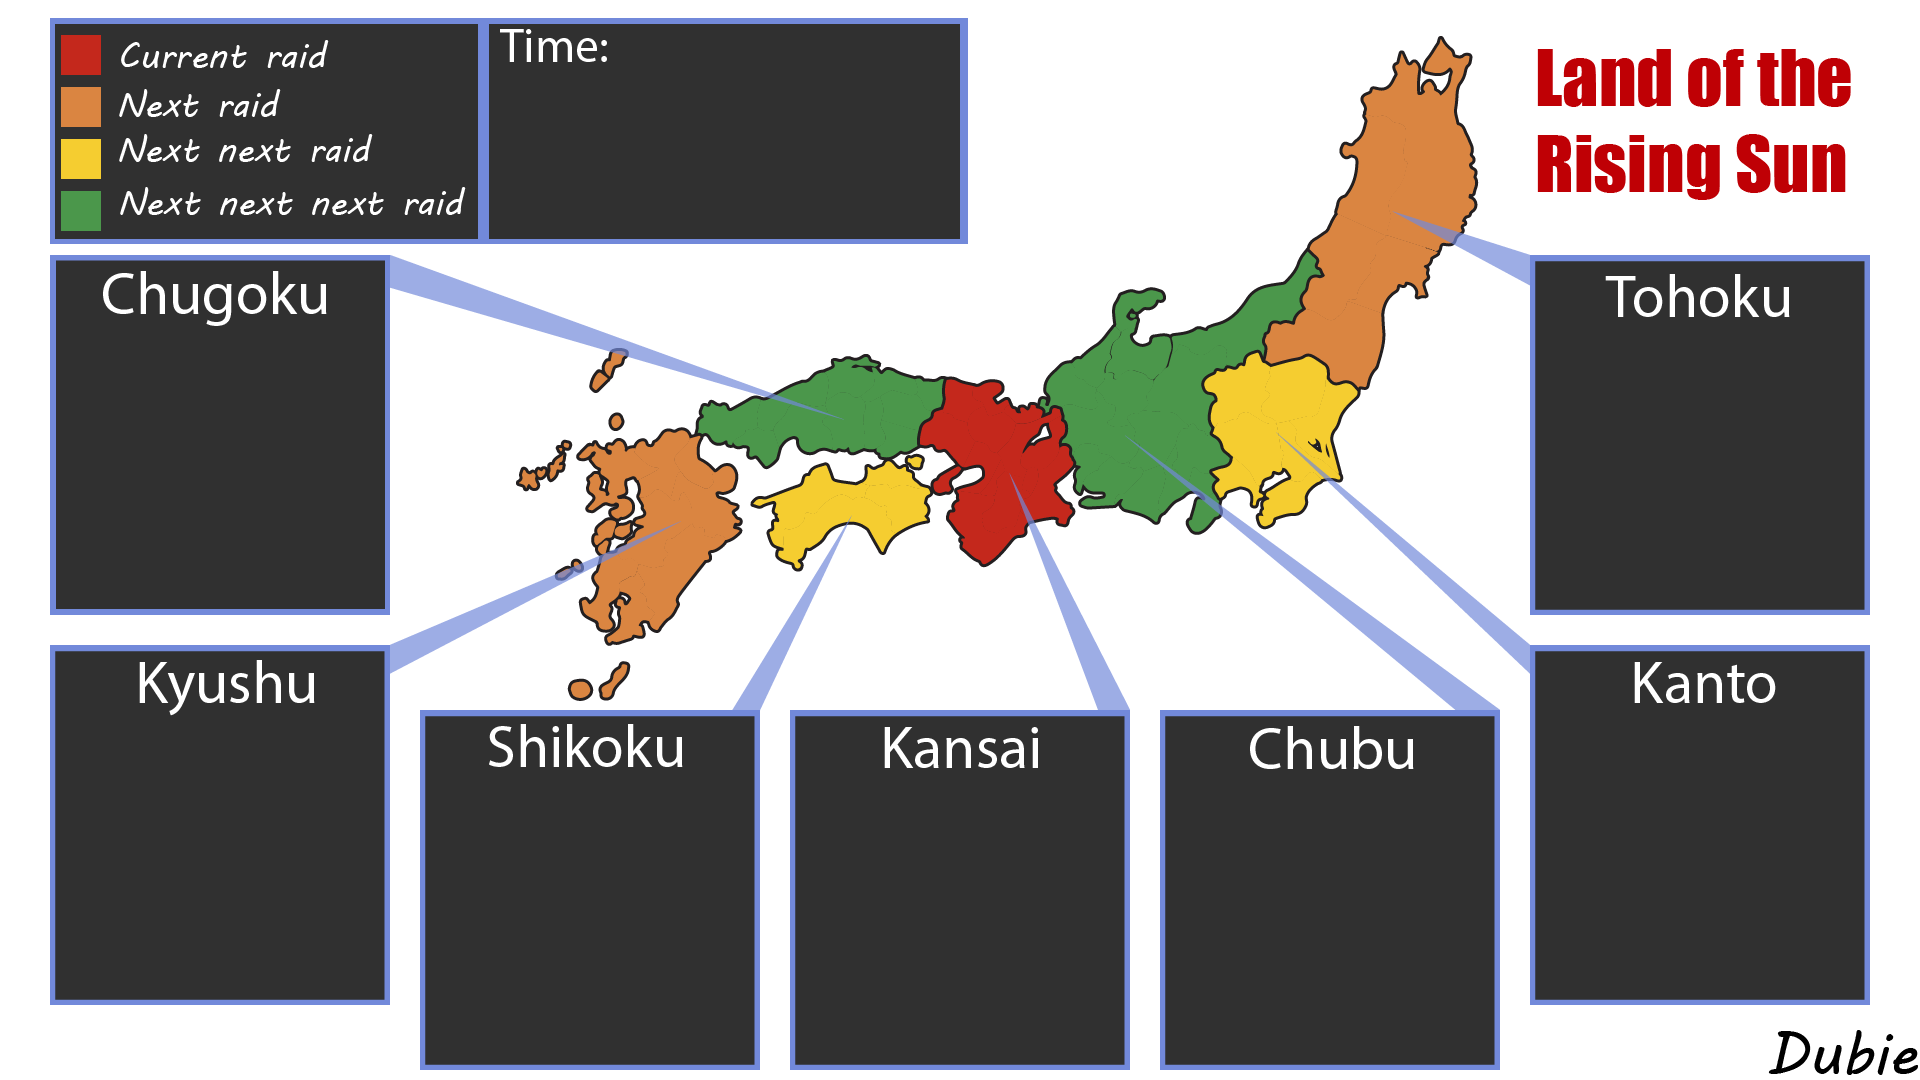 Current raid
Next raid
Next next raid
Next next next raid
Time:
Land of the
Rising Sun
Chugoku
Tohoku
Kyushu
Shikoku
Kansai
Chubu
Kanto
Dubie